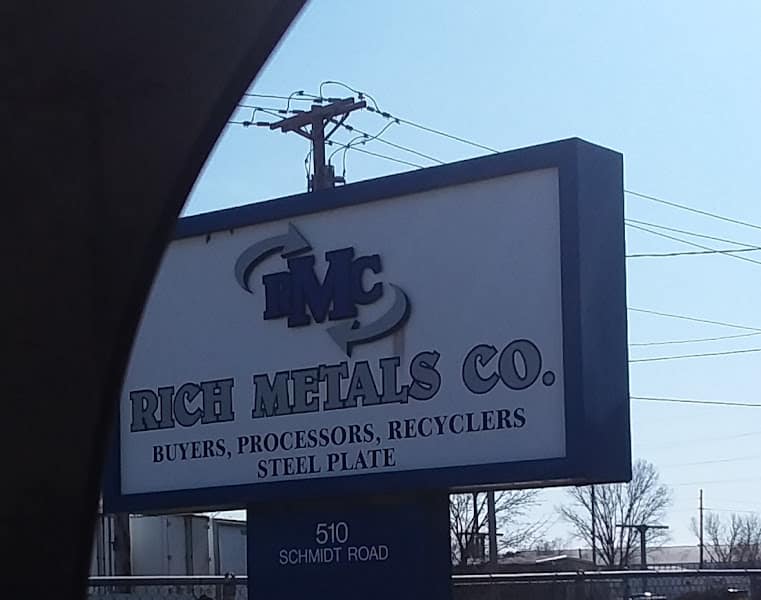 RMC
RICH METALS CO.
BUYERS, PROCESSORS, RECYCLERS
STEEL PLATE
510
SCHMIDT ROAD